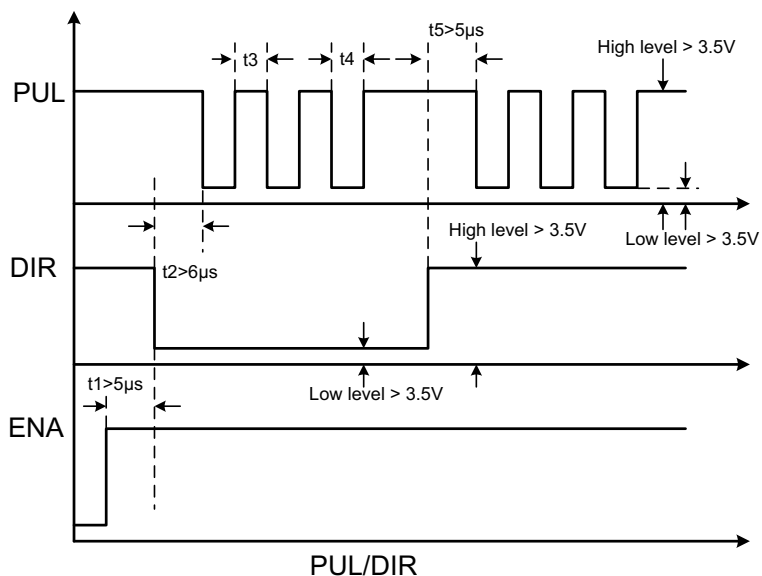 t5>5µs
High level > 3.5V
t3
t4
PUL
Low level > 3.5V
High level > 3.5V
DIR
t2>6µs
t1>5µs
Low level > 3.5V
ENA
PUL/DIR